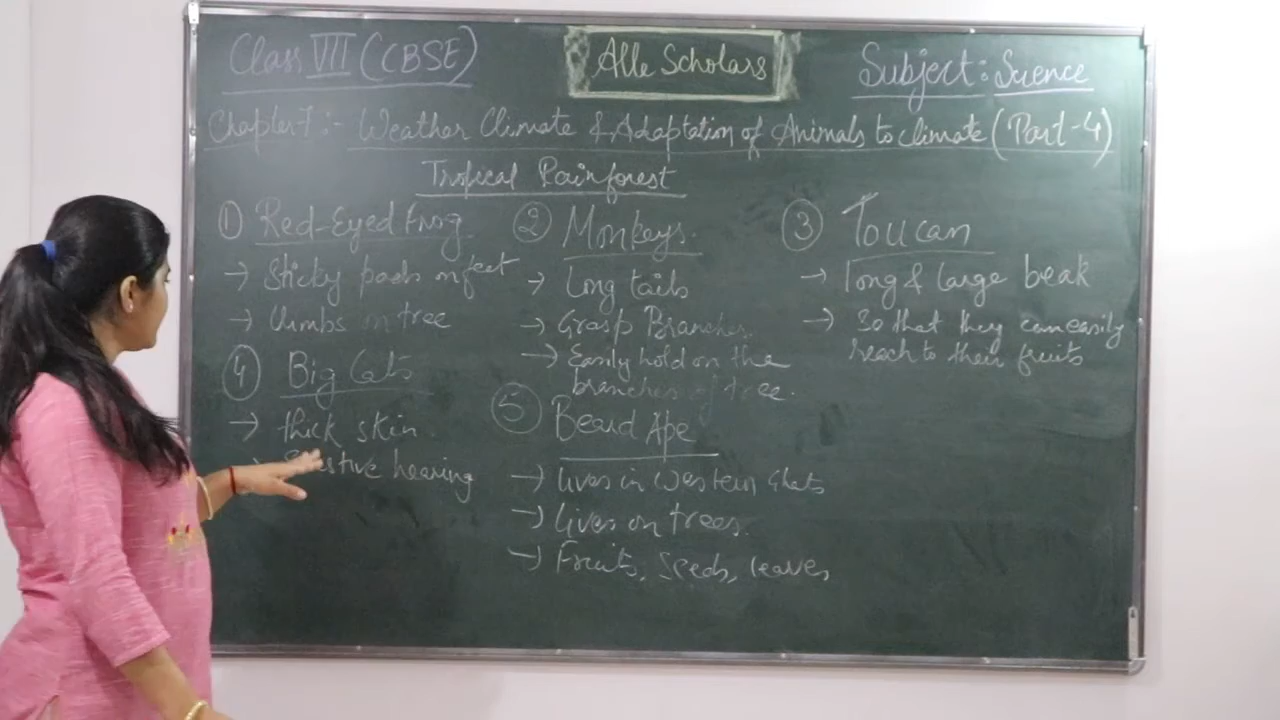 Class VII (CBSE)
Alle Scholars
Subject: Science
Chapter-7 :- Weather Climate & Adaptation of Animals to climate (Part-4)
Tropical Rainforest
① Red-Eyed Frog
→ Sticky pads on feet
→ Climbs on tree
② Monkeys.
→ Long tails
→ Grasp Branches.
→ Easily hold on the
branches of tree.
③ Toucan
→ long & large beak
→ So that they can easily
reach to their fruits
④ Big Cats
→ thick skin.
hearing
⑤ Beard Ape
→ lives in Western Ghats
→ lives on trees.
→ Fruits, seeds, leaves